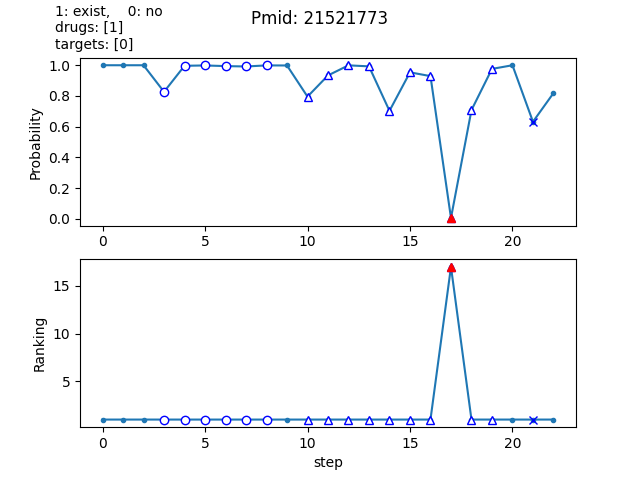 Pmid: 21521773
1: exist,    0: no
drugs: [1]
targets: [0]
Probability
1.0
0.8
0.6
0.4
0.2
0.0
0 5 10 15 20
Ranking
15
10
5
0 5 10 15 20
step